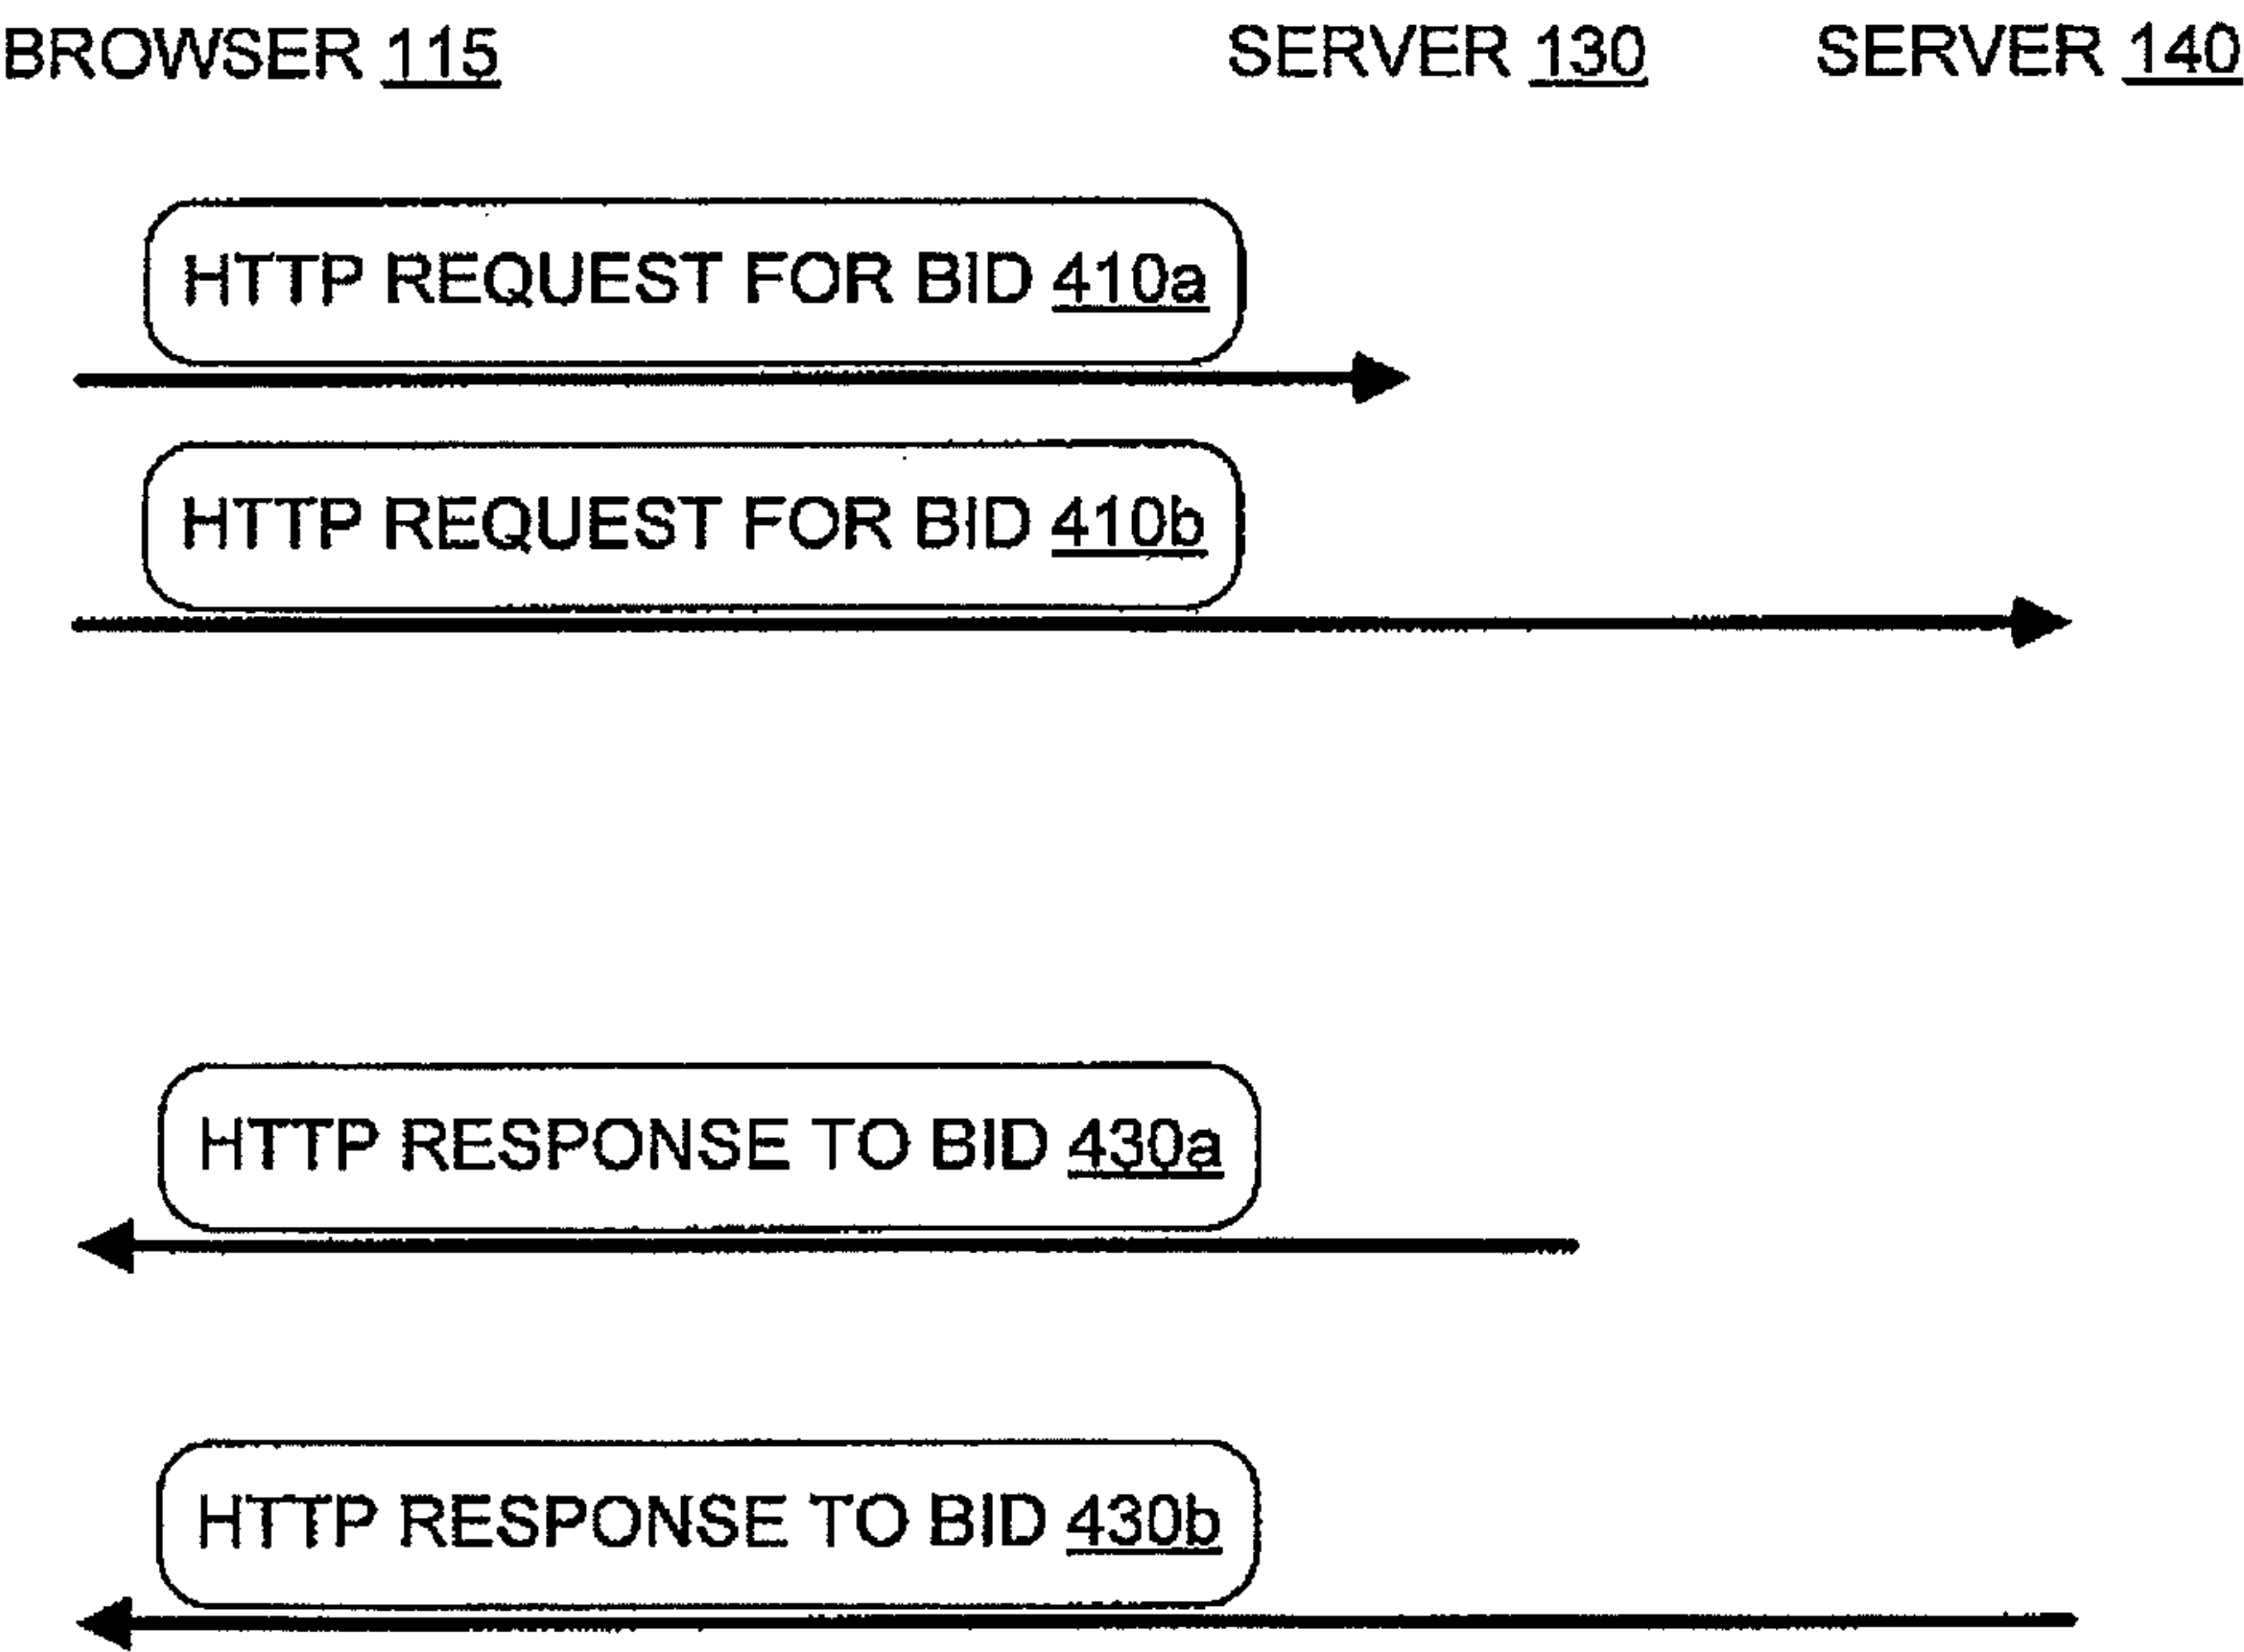 BROWSER 115 SERVER 130 SERVER 140
HTTP REQUEST FOR BID 410a
HTTP REQUEST FOR BID 410b
HTTP RESPONSE TO BID 430a
HTTP RESPONSE TO BID 430b